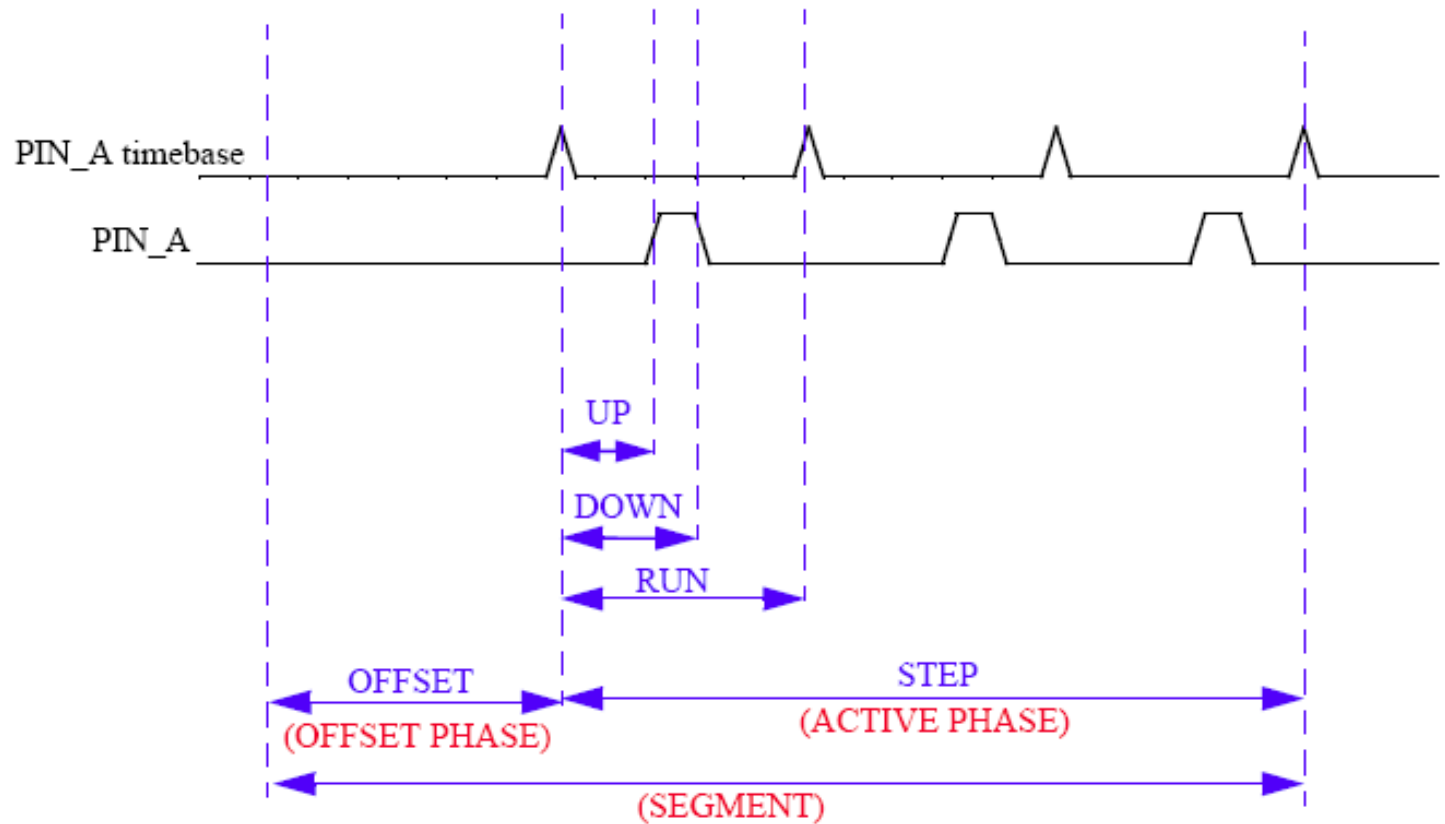 PIN_A timebase
PIN_A
UP
DOWN
RUN
OFFSET
STEP
(OFFSET PHASE)
(ACTIVE PHASE)
(SEGMENT)